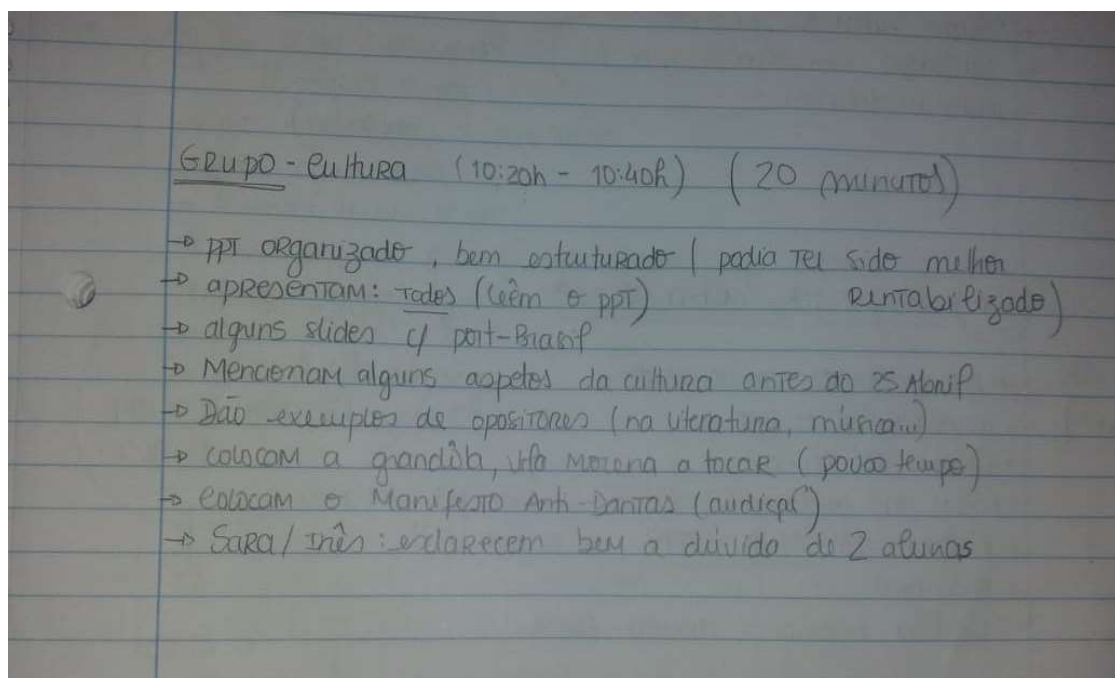 Grupo - Cultura (10:20h - 10:40h) (20 minutos)
→ PPT organizado, bem estruturado (podia ter sido melhor rentabilizado)
→ apresentam: todos (lêem o ppt)
→ alguns slides c/ port-Brasil
→ Mencionam alguns aspetos da cultura antes do 25 Abril
→ Dão exemplos de opositores (na literatura, música...)
→ colocam a grandôla, vila morena a tocar (pouco tempo)
→ Colocam o Manifesto Anti-Dantas (audição)
→ Sara/Inês: esclarecem bem a dúvida de 2 alunas